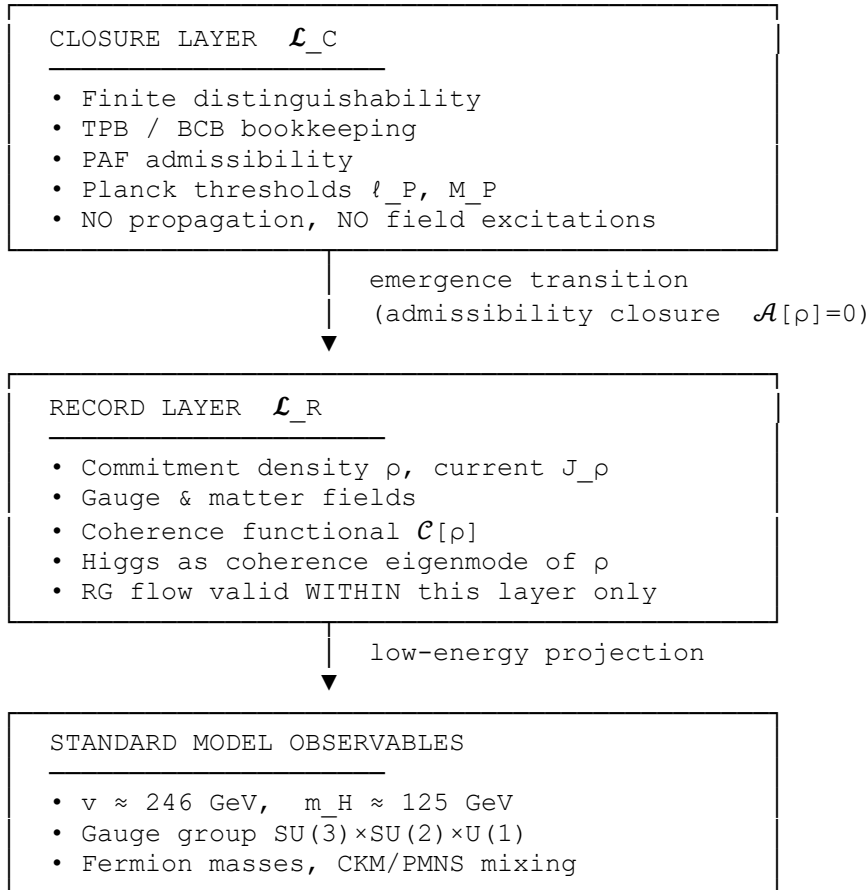 CLOSURE LAYER 𝓛_C
• Finite distinguishability
• TPB / BCB bookkeeping
• PAF admissibility
• Planck thresholds ℓ_P, M_P
• NO propagation, NO field excitations
emergence transition
(admissibility closure 𝒜[ρ]=0)
▼
RECORD LAYER 𝓛_R
• Commitment density ρ, current J_ρ
• Gauge & matter fields
• Coherence functional 𝒞[ρ]
• Higgs as coherence eigenmode of ρ
• RG flow valid WITHIN this layer only
low-energy projection
▼
STANDARD MODEL OBSERVABLES
• v ≈ 246 GeV, m_H ≈ 125 GeV
• Gauge group SU(3)×SU(2)×U(1)
• Fermion masses, CKM/PMNS mixing